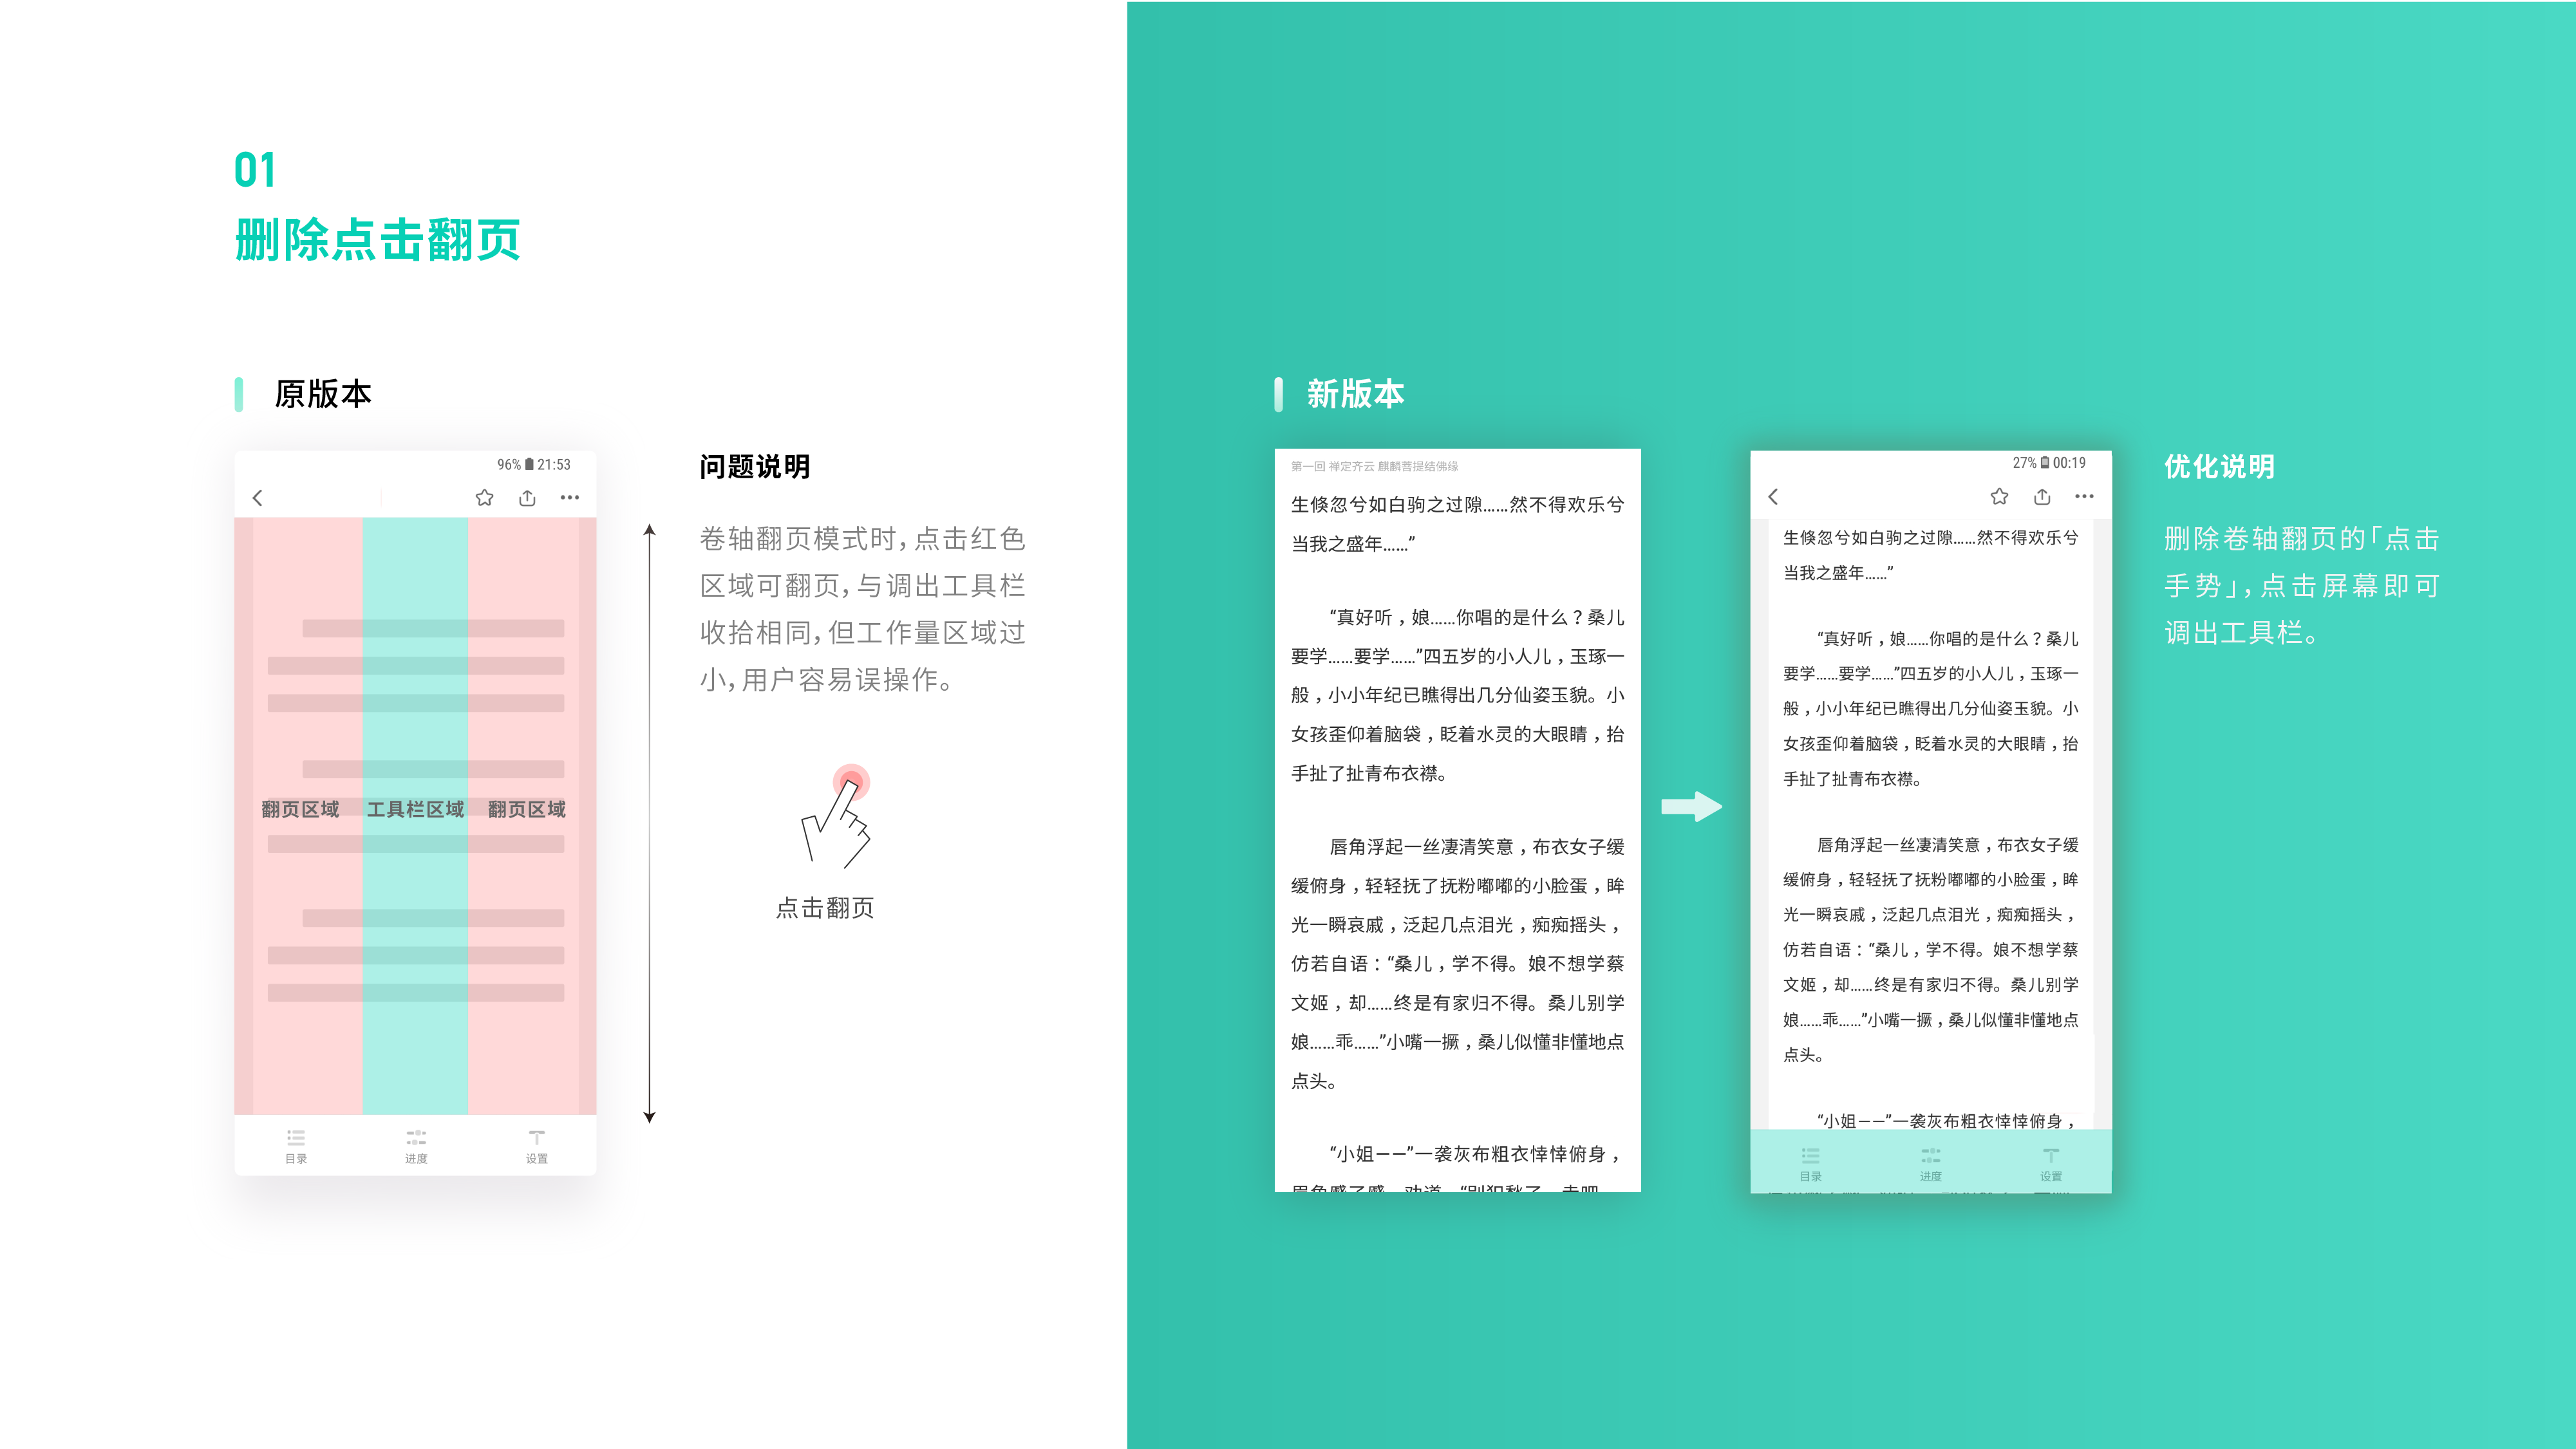 01
删除点击翻页
原版本
96% 21:53
翻页区域 工具栏区域 翻页区域
目录 进度 设置
问题说明
卷轴翻页模式时，点击红色
区域可翻页，与调出工具栏
收拾相同，但工作量区域过
小，用户容易误操作。
点击翻页
新版本
第一回 禅定齐云 麒麟菩提结佛缘
生倏忽兮如白驹之过隙……然不得欢乐兮
当我之盛年……”
“真好听，娘……你唱的是什么？桑儿
要学……要学……”四五岁的小人儿，玉琢一
般，小小年纪已瞧得出几分仙姿玉貌。小
女孩歪仰着脑袋，眨着水灵的大眼睛，抬
手扯了扯青布衣襟。
唇角浮起一丝凄清笑意，布衣女子缓
缓俯身，轻轻抚了抚粉嘟嘟的小脸蛋，眸
光一瞬哀戚，泛起几点泪光，痴痴摇头，
仿若自语：“桑儿，学不得。娘不想学蔡
文姬，却……终是有家归不得。桑儿别学
娘……乖……”小嘴一撅，桑儿似懂非懂地点
点头。
“小姐——”一袭灰布粗衣悻悻俯身，
27% 00:19
生倏忽兮如白驹之过隙……然不得欢乐兮
当我之盛年……”
“真好听，娘……你唱的是什么？桑儿
要学……要学……”四五岁的小人儿，玉琢一
般，小小年纪已瞧得出几分仙姿玉貌。小
女孩歪仰着脑袋，眨着水灵的大眼睛，抬
手扯了扯青布衣襟。
唇角浮起一丝凄清笑意，布衣女子缓
缓俯身，轻轻抚了抚粉嘟嘟的小脸蛋，眸
光一瞬哀戚，泛起几点泪光，痴痴摇头，
仿若自语：“桑儿，学不得。娘不想学蔡
文姬，却……终是有家归不得。桑儿别学
娘……乖……”小嘴一撅，桑儿似懂非懂地点
点头。
“小姐——”一袭灰布粗衣悻悻俯身，
目录 进度 设置
优化说明
删除卷轴翻页的「点击
手势」，点击屏幕即可
调出工具栏。